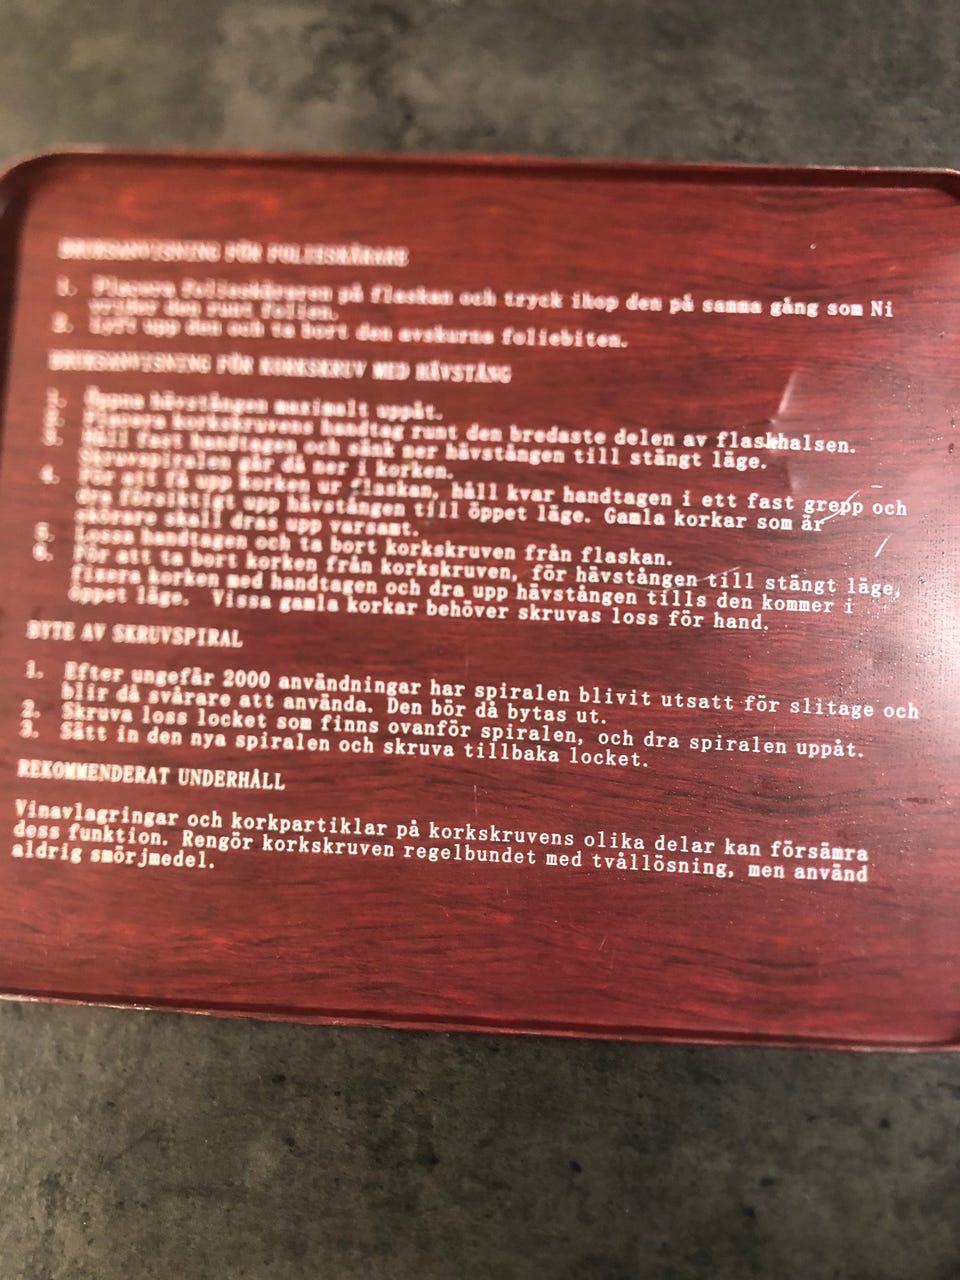 BRUKSANVISNING FÖR FOLIESKÄRARE
1. Placera Folieskäraren på flaskan och tryck ihop den på samma gång som Ni
vrider den runt folien.
2. Lyft upp den och ta bort den avskurna foliebiten.
BRUKSANVISNING FÖR KORKSKRUV MED HÄVSTÅNG
1. Öppna hävstången maximalt uppåt.
2. Placera korkskruvens handtag runt den bredaste delen av flaskhalsen.
3. Håll fast handtagen och sänk ner hävstången till stängt läge.
Skruvspiralen går då ner i korken.
4. För att få upp korken ur flaskan, håll kvar handtagen i ett fast grepp och
dra försiktigt upp hävstången till öppet läge. Gamla korkar som är
skörare skall dras upp varsamt.
5. Lossa handtagen och ta bort korkskruven från flaskan.
6. För att ta bort korken från korkskruven, för hävstången till stängt läge,
fixera korken med handtagen och dra upp hävstången tills den kommer i
öppet läge. Vissa gamla korkar behöver skruvas loss för hand.
BYTE AV SKRUVSPIRAL
1. Efter ungefär 2000 användningar har spiralen blivit utsatt för slitage och
blir då svårare att använda. Den bör då bytas ut.
2. Skruva loss locket som finns ovanför spiralen, och dra spiralen uppåt.
3. Sätt in den nya spiralen och skruva tillbaka locket.
REKOMMENDERAT UNDERHÅLL
Vinavlagringar och korkpartiklar på korkskruvens olika delar kan försämra
dess funktion. Rengör korkskruven regelbundet med tvållösning, men använd
aldrig smörjmedel.